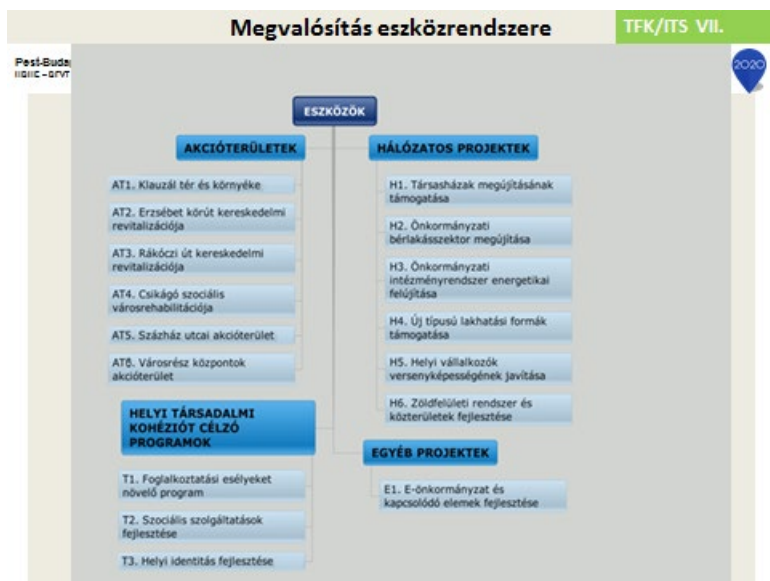 Megvalósítás eszközrendszere
TFK/ITS VII.
Pest-Buda
2020
ESZKÖZÖK
AKCIÓTERÜLETEK
AT1. Klauzál tér és környéke
AT2. Erzsébet körút kereskedelmi
revitalizációja
AT3. Rákóczi út kereskedelmi
revitalizációja
AT4. Csikágó szociális
városrehabilitációja
AT5. Százház utcai akcióterület
AT6. Városrész központok
akcióterület
HÁLÓZATOS PROJEKTEK
H1. Társasházak megújításának
támogatása
H2. Önkormányzati
bérlakásszektor megújítása
H3. Önkormányzati
intézményrendszer energetikai
felújítása
H4. Új típusú lakhatási formák
támogatása
H5. Helyi vállalkozók
versenyképességének javítása
H6. Zöldfelületi rendszer és
közterületek fejlesztése
HELYI TÁRSADALMI
KOHÉZIÓT CÉLZÓ
PROGRAMOK
T1. Foglalkoztatási esélyeket
növelő program
T2. Szociális szolgáltatások
fejlesztése
T3. Helyi identitás fejlesztése
EGYÉB PROJEKTEK
E1. E-önkormányzat és
kapcsolódó elemek fejlesztése